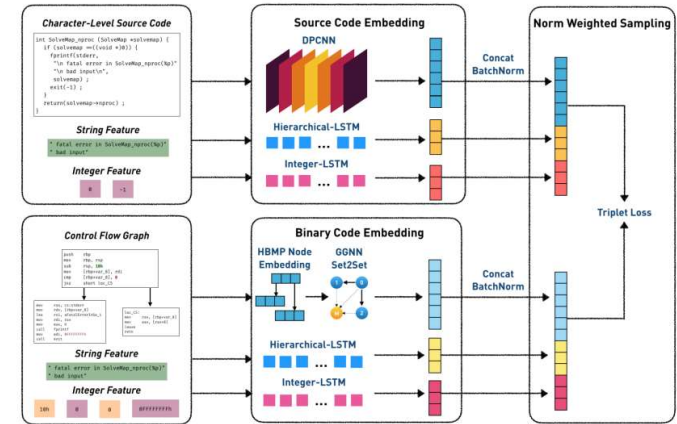 Character-Level Source Code
int SolveMap_nproc (SolveMap *solvemap) {
if (solvemap ==((void *)0)) {
fprintf(stderr,
"\n fatal error in SolveMap_nproc(%p)"
"\n bad input\n",
solvemap) ;
exit(-1) ;
}
return(solvemap->nproc) ;
}
String Feature
" fatal error in SolveMap_nproc(%p)"
" bad input"
Integer Feature
0 -1
Source Code Embedding
DPCNN
Hierarchical-LSTM
...
Integer-LSTM
...
Concat
BatchNorm
Norm Weighted Sampling
Triplet Loss
Control Flow Graph
push rbp
mov rbp, rsp
sub rsp, 10h
mov [rbp+var_8], rdi
cmp [rbp+var_8], 0
jnz short loc_C5
String Feature
" fatal error in SolveMap_nproc(%p)"
" bad input"
Integer Feature
10h 0 0 0FFFFFFFFh
Binary Code Embedding
HBMP Node
Embedding
GGNN
Set2Set
Hierarchical-LSTM
...
Integer-LSTM
...
Concat
BatchNorm